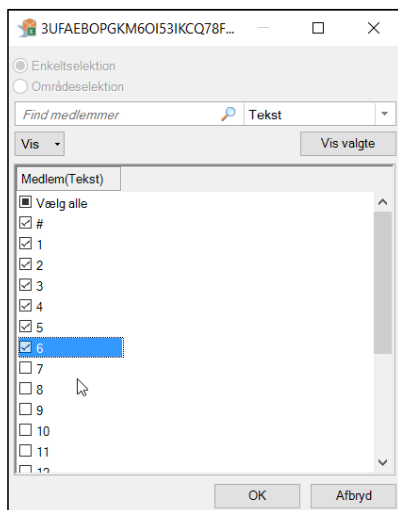 3UFAEBOPGKM6OI53IKCQ78F...
Enkeltselektion
Områdeselektion
Find medlemmer
Tekst
Vis
Vis valgte
Medlem(Tekst)
Vælg alle
#
1
2
3
4
5
6
7
8
9
10
11
12
OK
Afbryd